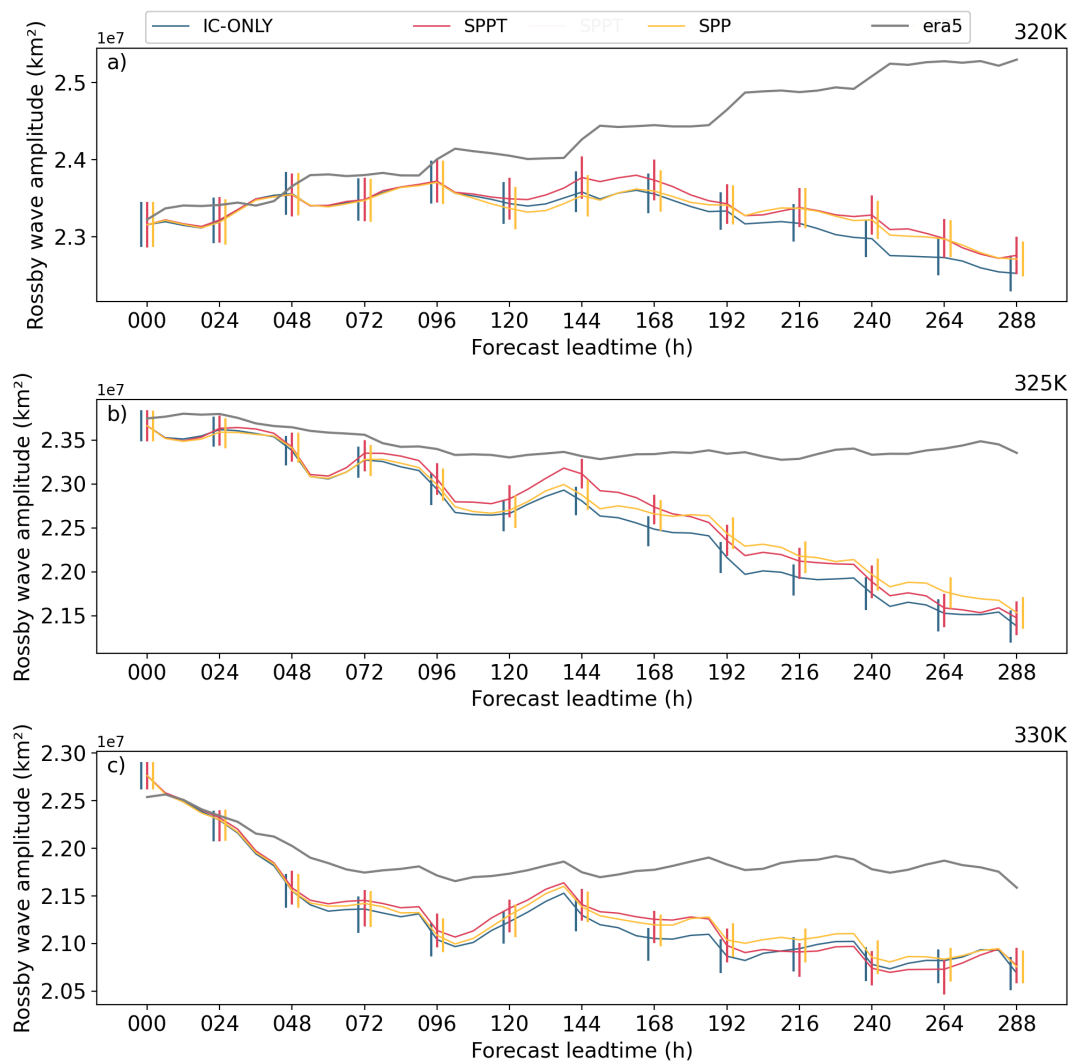 IC-ONLY SPPT SPPT SPP era5
320K
1e7
a)
Rossby wave amplitude (km²)
2.5
2.4
2.3
000 024 048 072 096 120 144 168 192 216 240 264 288
Forecast leadtime (h)
325K
1e7
b)
Rossby wave amplitude (km²)
2.35
2.30
2.25
2.20
2.15
000 024 048 072 096 120 144 168 192 216 240 264 288
Forecast leadtime (h)
330K
1e7
c)
Rossby wave amplitude (km²)
2.30
2.25
2.20
2.15
2.10
2.05
000 024 048 072 096 120 144 168 192 216 240 264 288
Forecast leadtime (h)